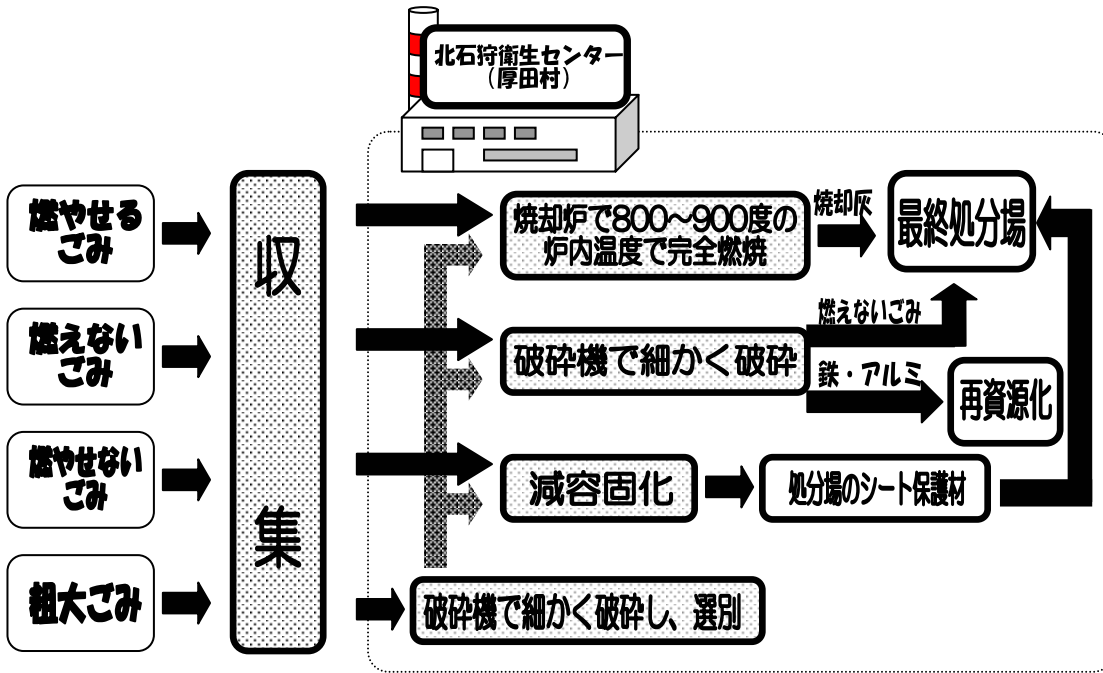 北石狩衛生センター
（厚田村）
燃やせる
ごみ
燃えない
ごみ
燃やせない
ごみ
粗大ごみ
収
集
焼却炉で800～900度の
炉内温度で完全燃焼
焼却灰
最終処分場
破砕機で細かく破砕
燃えないごみ
鉄・アルミ
再資源化
減容固化
処分場のシート保護材
破砕機で細かく破砕し、選別